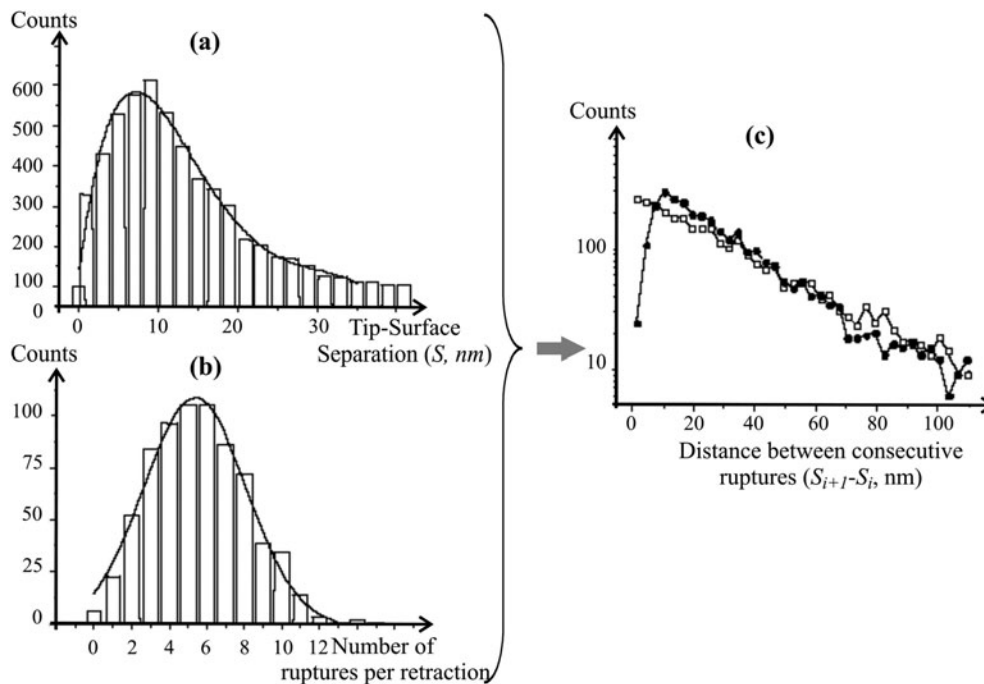 Counts
(a)
600
500
400
300
200
100
0
0 10 20 30
Tip-Surface
Separation (S, nm)
Counts
(b)
100
75
50
25
0
0 2 4 6 8 10 12
Number of
ruptures per retraction
Counts
(c)
100
10
0 20 40 60 80 100
Distance between consecutive
ruptures (Si+1-Si, nm)